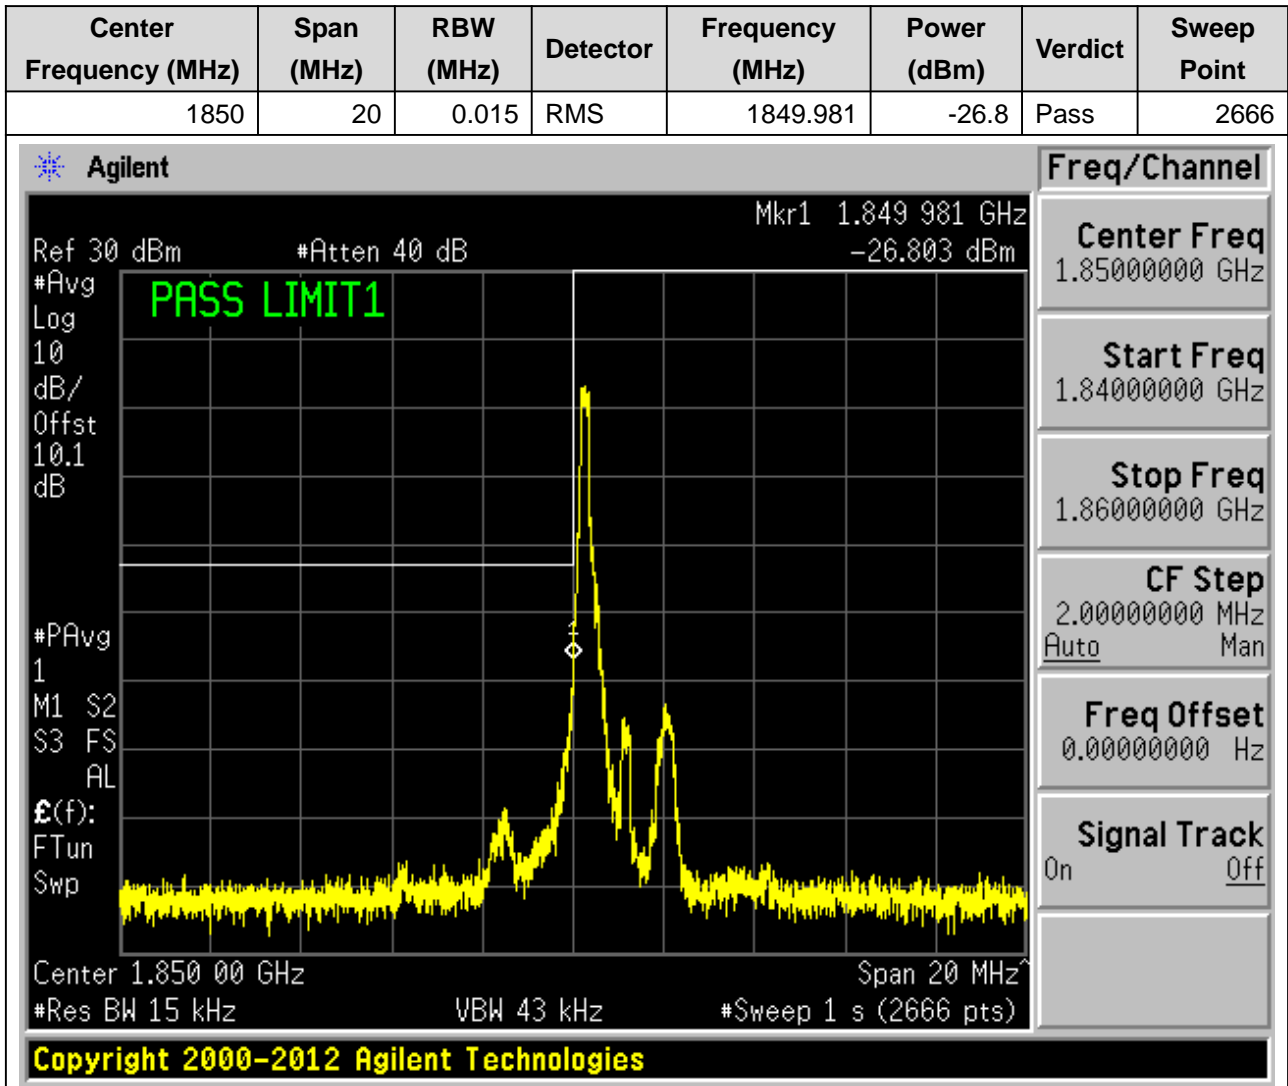 Center Frequency (MHz) Span (MHz) RBW (MHz) Detector Frequency (MHz) Power (dBm) Verdict Sweep Point
1850 20 0.015 RMS 1849.981 -26.8 Pass 2666
Agilent
Freq/Channel
Mkr1 1.849 981 GHz
Ref 30 dBm #Atten 40 dB -26.803 dBm
#Avg
Log
10
dB/
Offst
10.1
dB
PASS LIMIT1
1
#PAvg
1
M1 S2
S3 FS
AL
£(f):
FTun
Swp
Center 1.850 00 GHz Span 20 MHz^
#Res BW 15 kHz VBW 43 kHz #Sweep 1 s (2666 pts)
Center Freq
1.85000000 GHz
Start Freq
1.84000000 GHz
Stop Freq
1.86000000 GHz
CF Step
2.00000000 MHz
Auto Man
Freq Offset
0.00000000 Hz
Signal Track
On Off
Copyright 2000-2012 Agilent Technologies